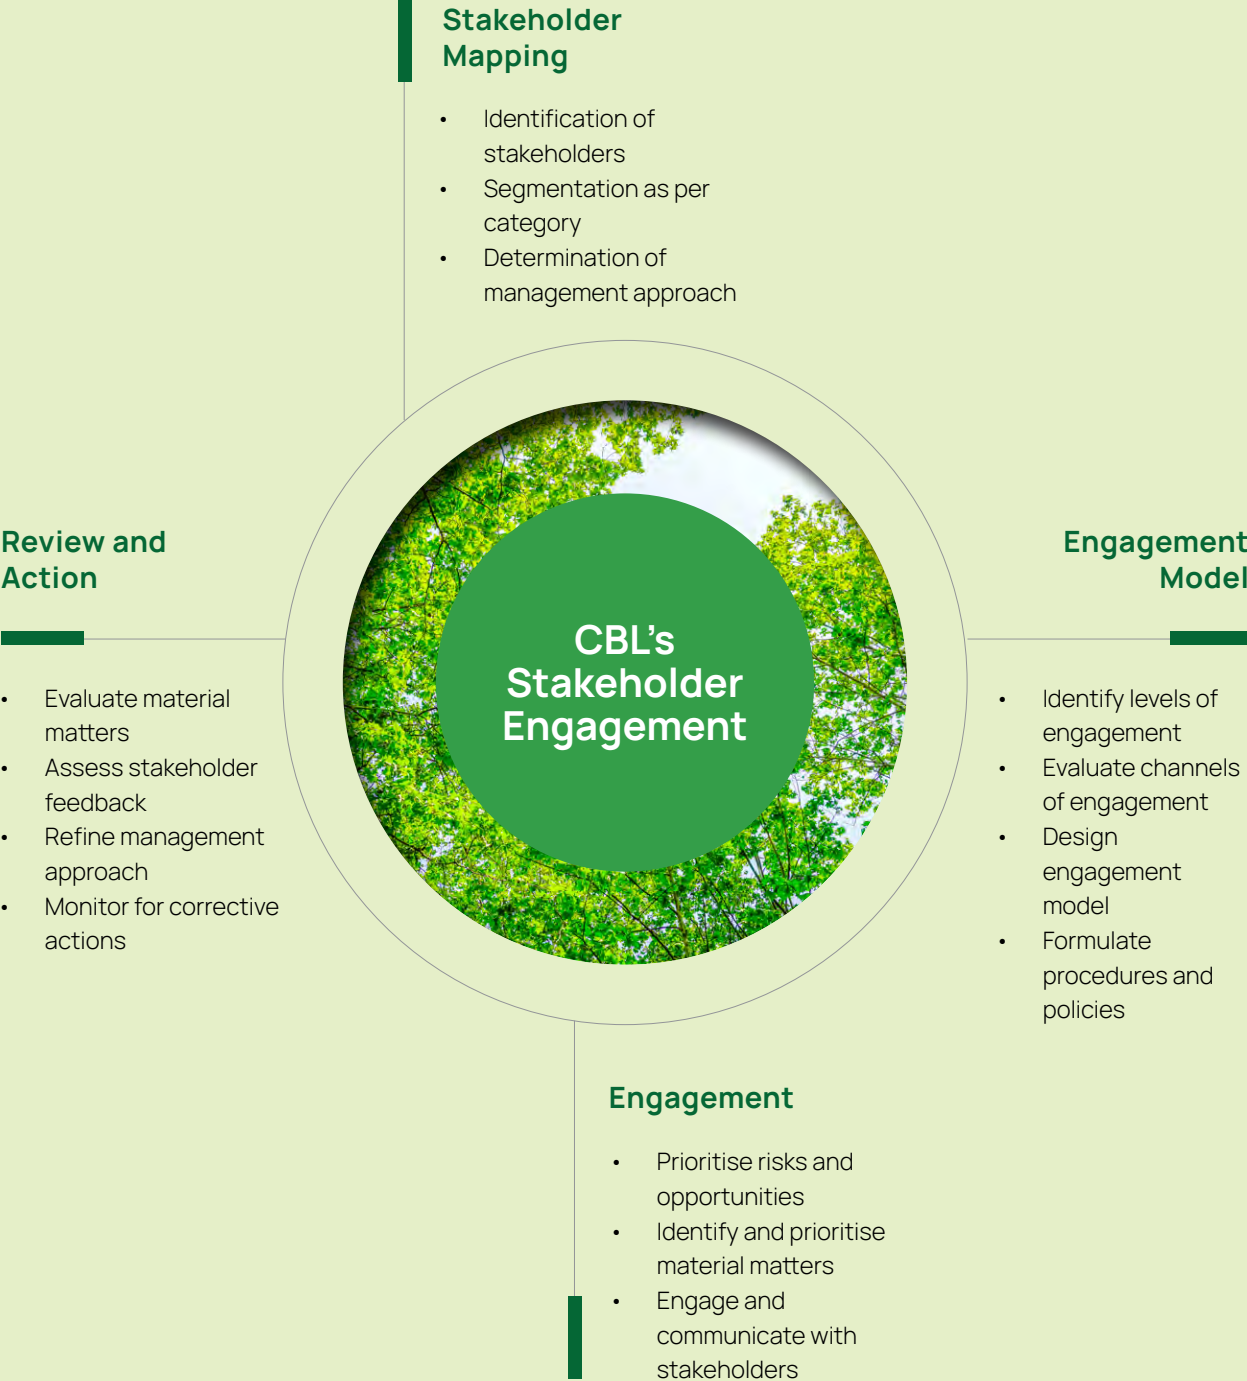 Stakeholder
Mapping
• Identification of
stakeholders
• Segmentation as per
category
• Determination of
management approach
Review and
Action
• Evaluate material
matters
• Assess stakeholder
feedback
• Refine management
approach
• Monitor for corrective
actions
CBL’s
Stakeholder
Engagement
Engagement
Model
• Identify levels of
engagement
• Evaluate channels
of engagement
• Design
engagement
model
• Formulate
procedures and
policies
Engagement
• Prioritise risks and
opportunities
• Identify and prioritise
material matters
• Engage and
communicate with
stakeholders